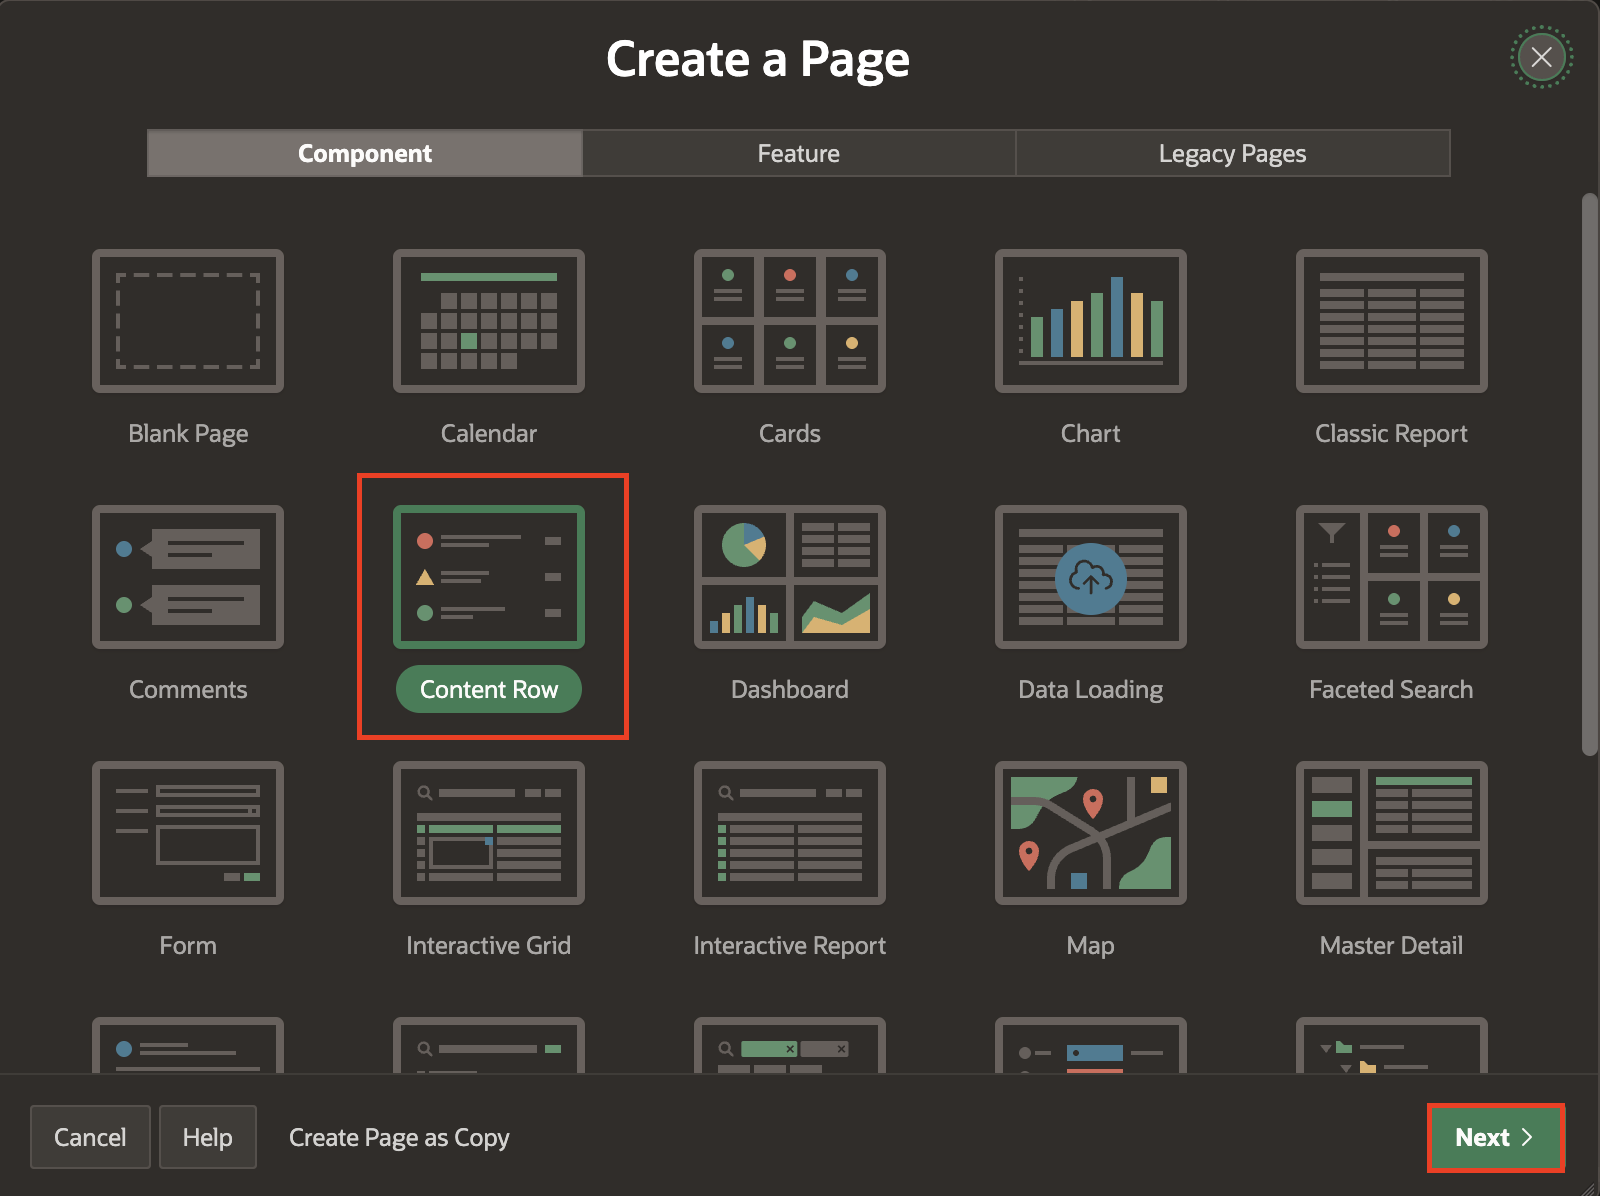 Create a Page
Component
Feature
Legacy Pages
Blank Page
Calendar
Cards
Chart
Classic Report
Comments
Content Row
Dashboard
Data Loading
Faceted Search
Form
Interactive Grid
Interactive Report
Map
Master Detail
Cancel
Help
Create Page as Copy
Next